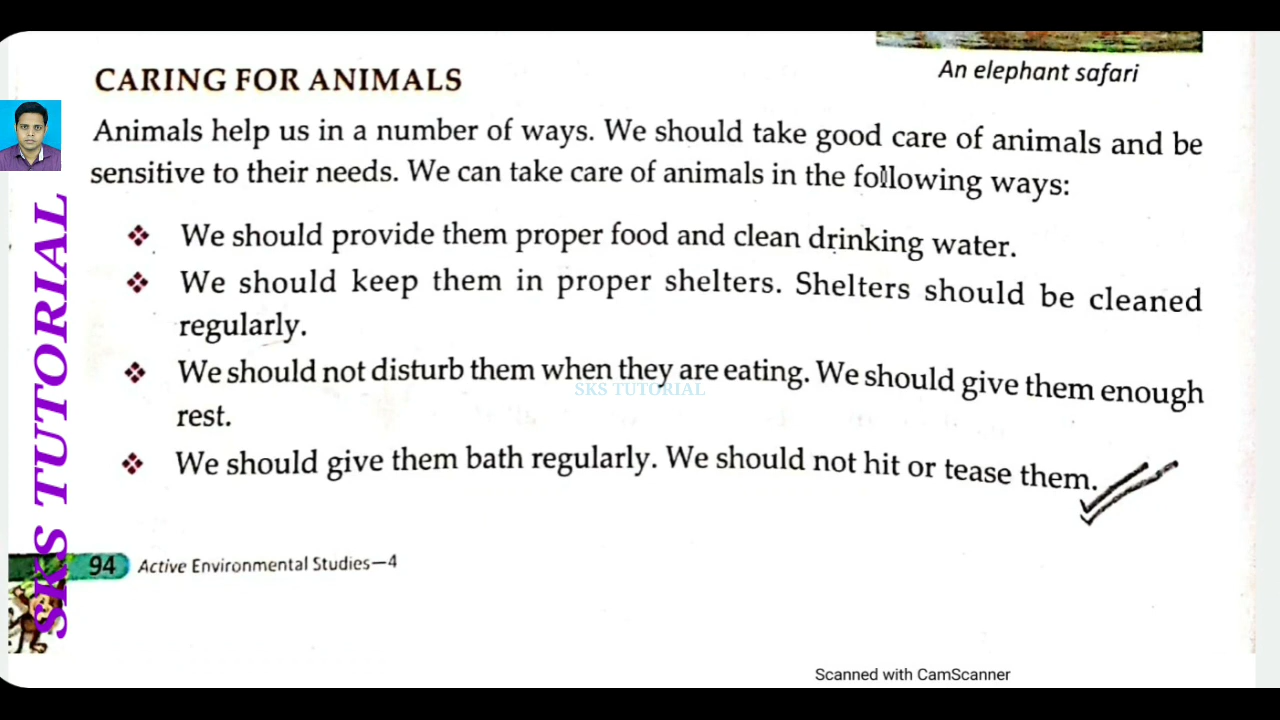 An elephant safari
CARING FOR ANIMALS
Animals help us in a number of ways. We should take good care of animals and be
sensitive to their needs. We can take care of animals in the following ways:
❖ We should provide them proper food and clean drinking water.
❖ We should keep them in proper shelters. Shelters should be cleaned
regularly.
❖ We should not disturb them when they are eating. We should give them enough
rest.
❖ We should give them bath regularly. We should not hit or tease them.
94 Active Environmental Studies—4
SKS TUTORIAL
SKS TUTORIAL
Scanned with CamScanner